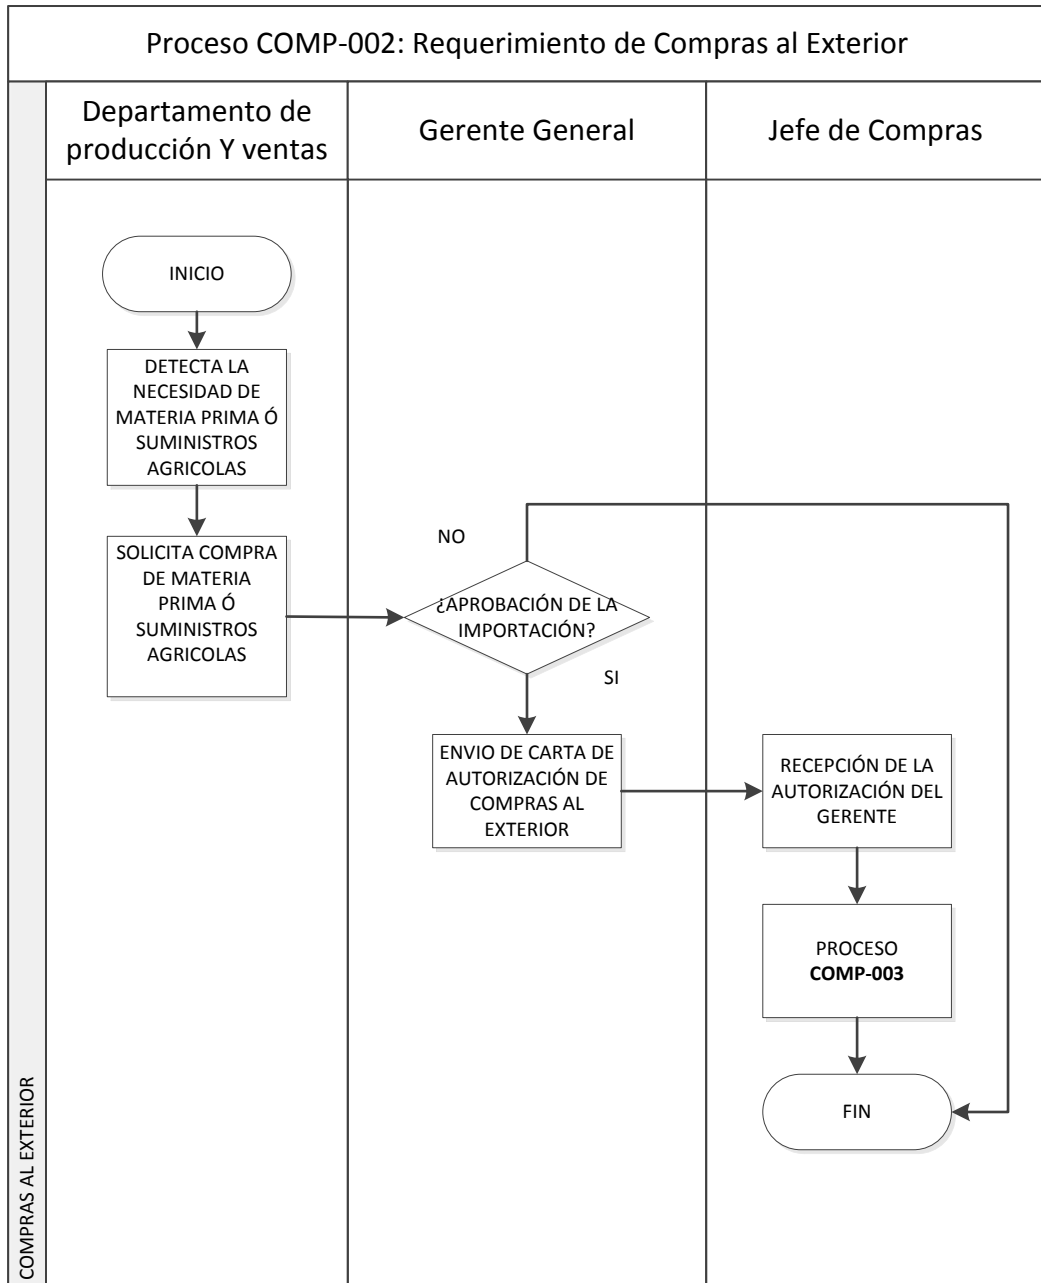 Proceso COMP-002: Requerimiento de Compras al Exterior
Departamento de
producción Y ventas
Gerente General
Jefe de Compras
INICIO
DETECTA LA
NECESIDAD DE
MATERIA PRIMA Ó
SUMINISTROS
AGRICOLAS
SOLICITA COMPRA
DE MATERIA
PRIMA Ó
SUMINISTROS
AGRICOLAS
NO
¿APROBACIÓN DE LA
IMPORTACIÓN?
SI
ENVIO DE CARTA DE
AUTORIZACIÓN DE
COMPRAS AL
EXTERIOR
RECEPCIÓN DE LA
AUTORIZACIÓN DEL
GERENTE
PROCESO
COMP-003
FIN
COMPRAS AL EXTERIOR